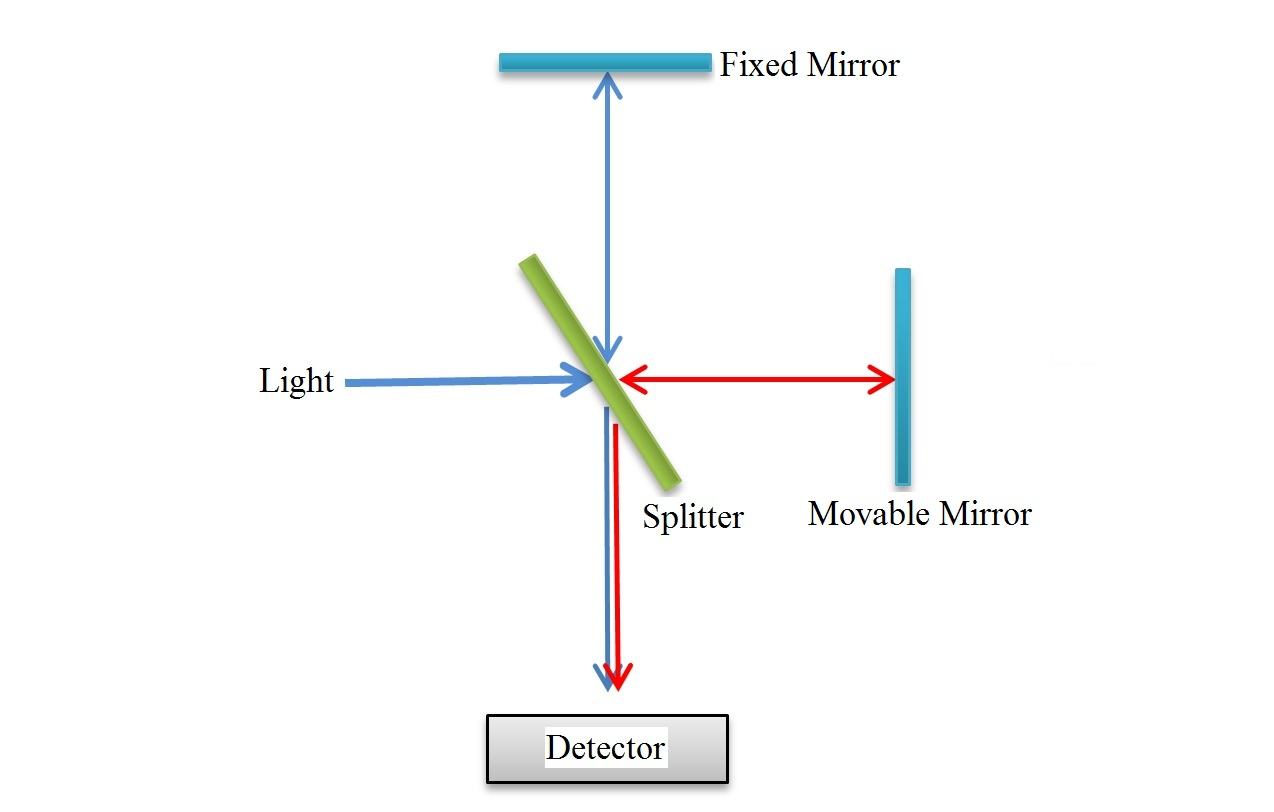 Fixed Mirror
Light
Splitter
Movable Mirror
Detector